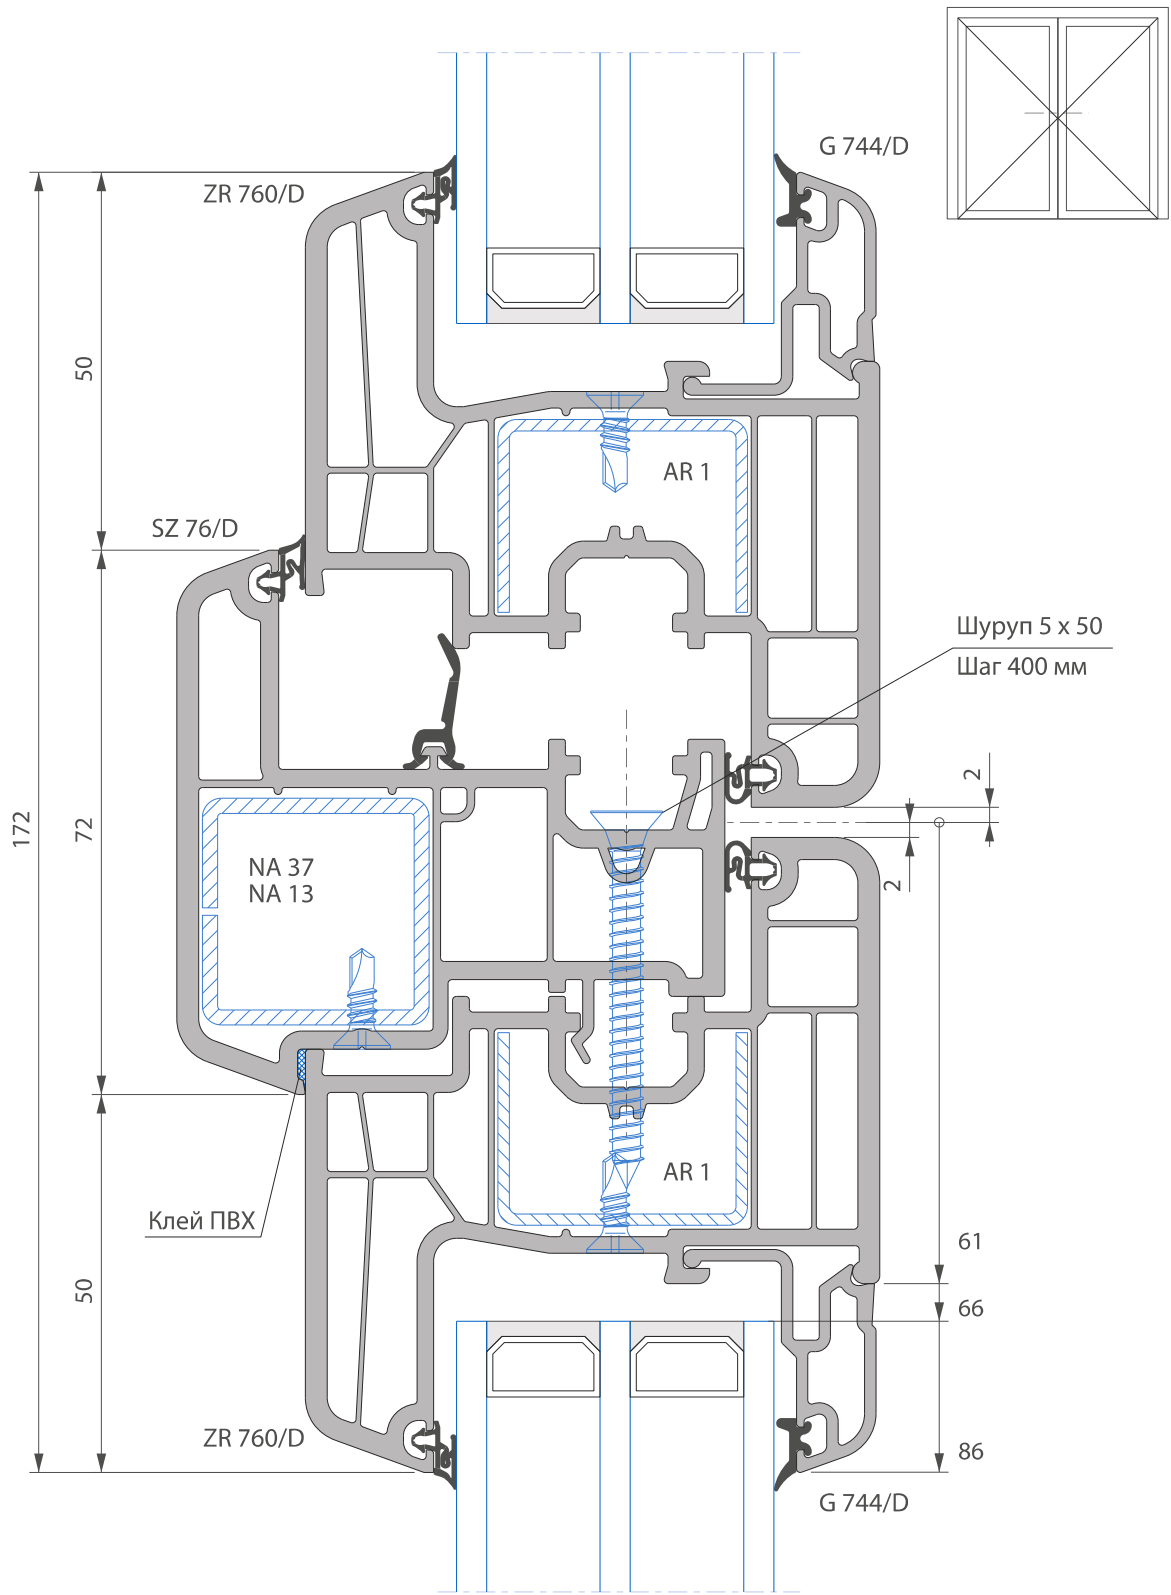 G 744/D
ZR 760/D
50
AR 1
SZ 76/D
Шуруп 5 x 50
Шаг 400 мм
2
172
72
NA 37
NA 13
2
AR 1
Клей ПВХ
61
50
66
ZR 760/D
86
G 744/D